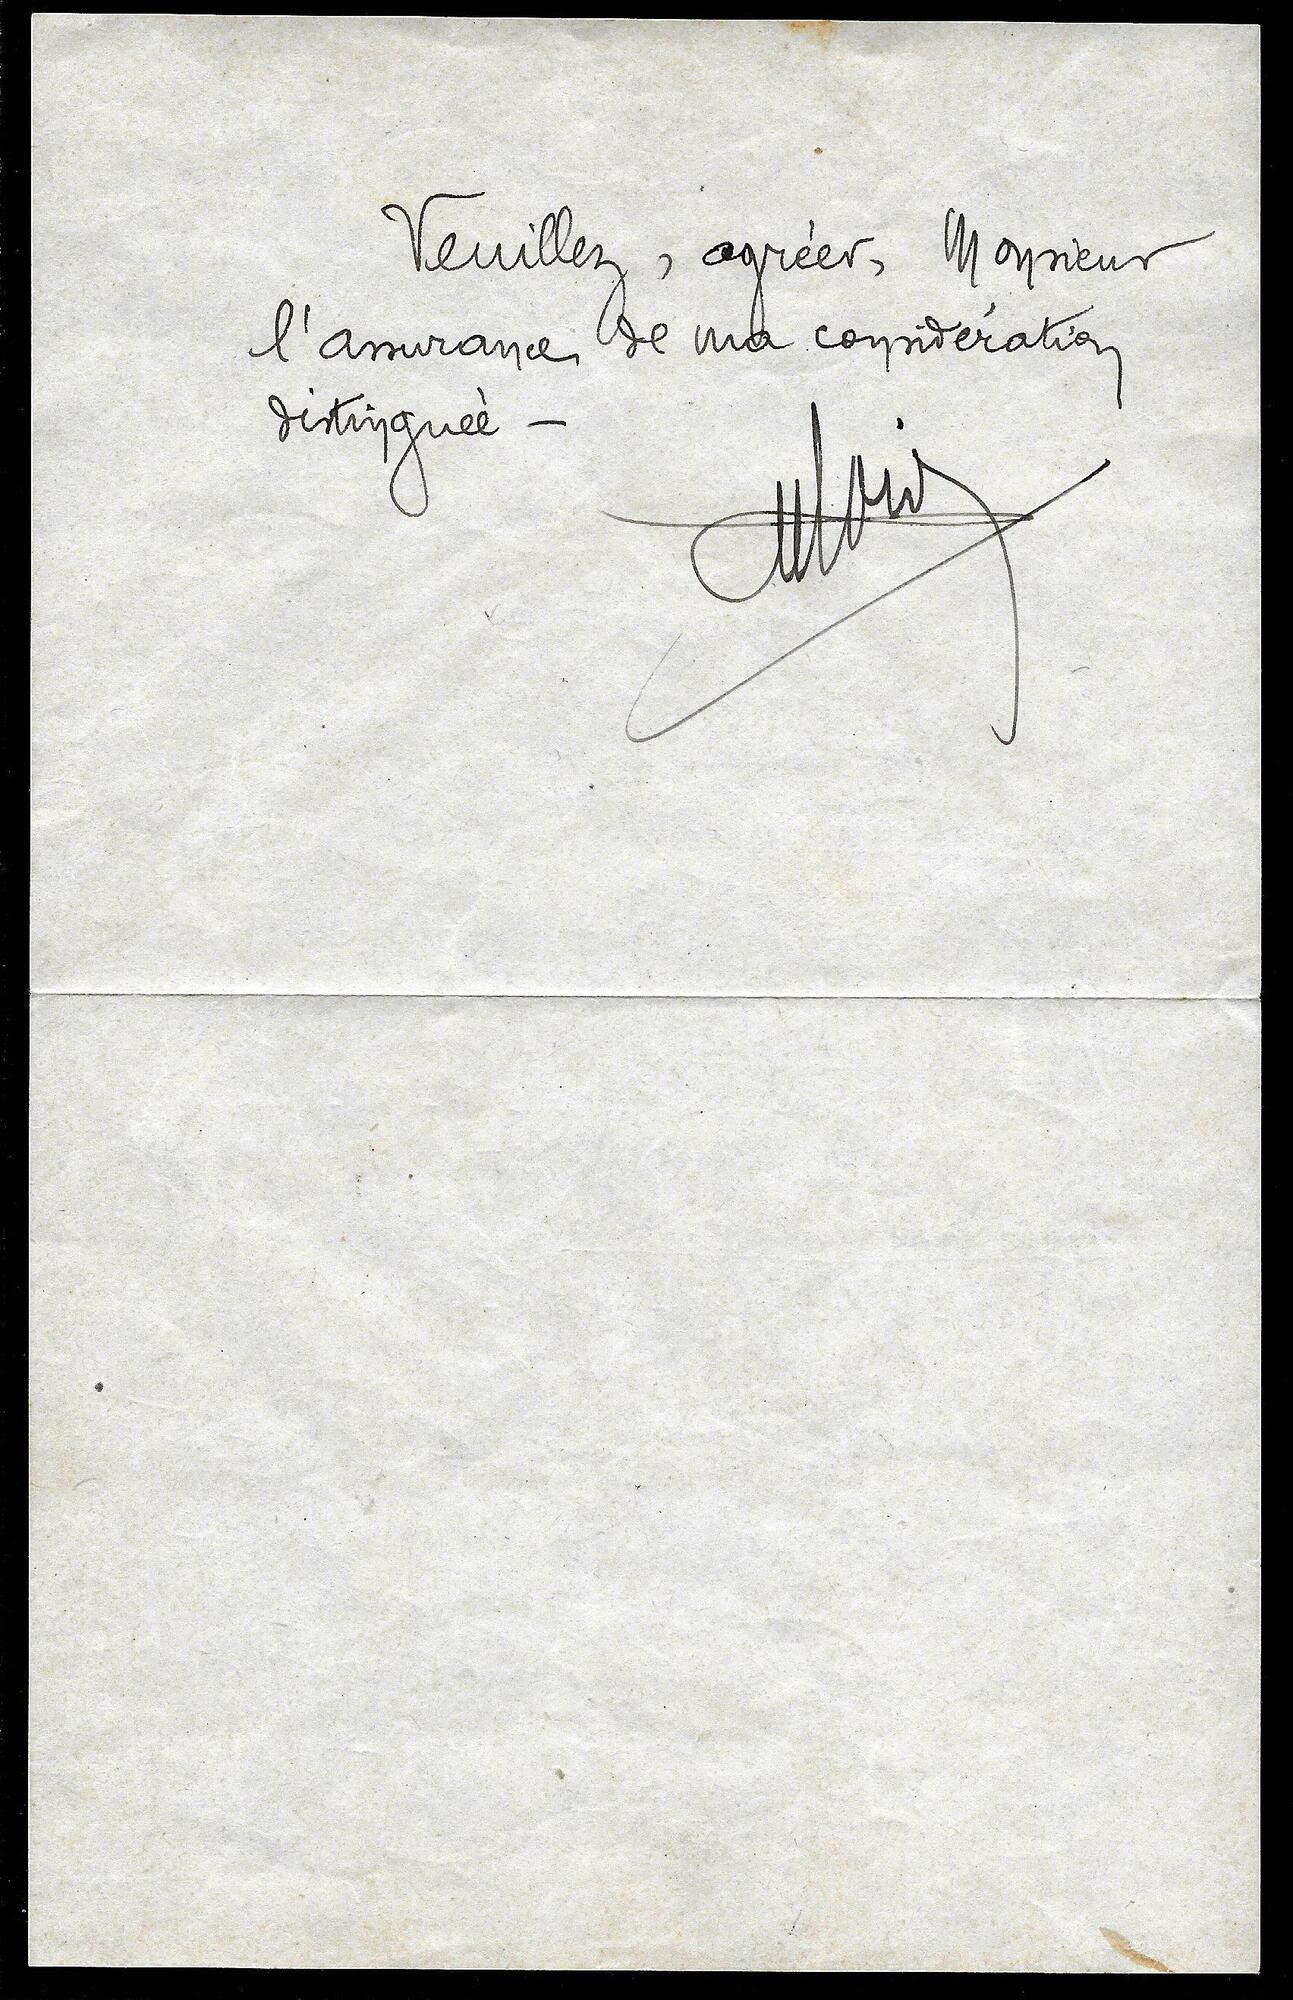 Veuillez, agréer, Monsieur
l'assurance, de ma considération
distinguée —